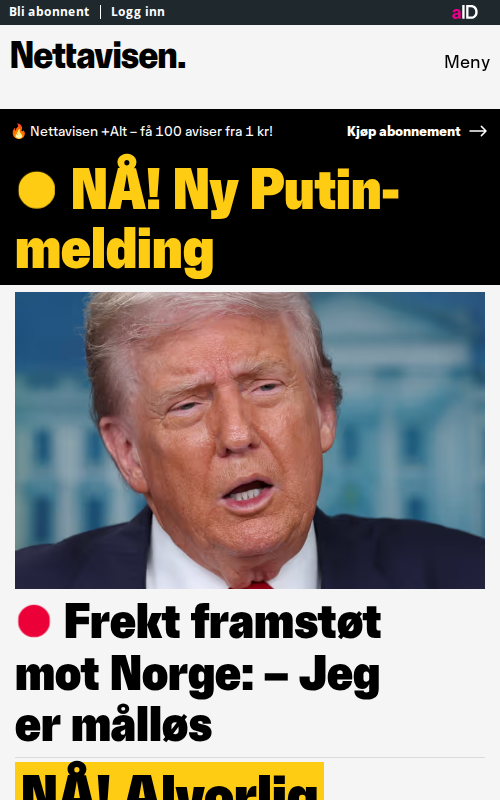 Bli abonnent | Logg inn
aID
Nettavisen.
Meny
🔥 Nettavisen +Alt – få 100 aviser fra 1 kr!
Kjøp abonnement →
NÅ! Ny Putin-
melding
Frekt framstøt
mot Norge: – Jeg
er målløs
NÅ! Alvorlig